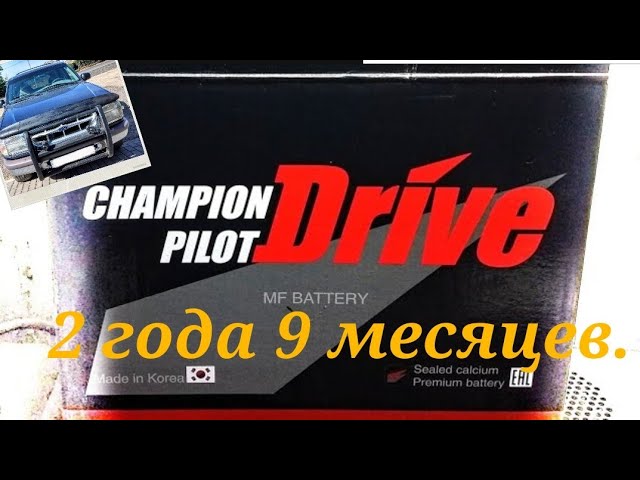 CHAMPION
PILOT
Drive
MF BATTERY
2 года 9 месяцев.
Made in Korea
Sealed calcium
Premium battery
EAC